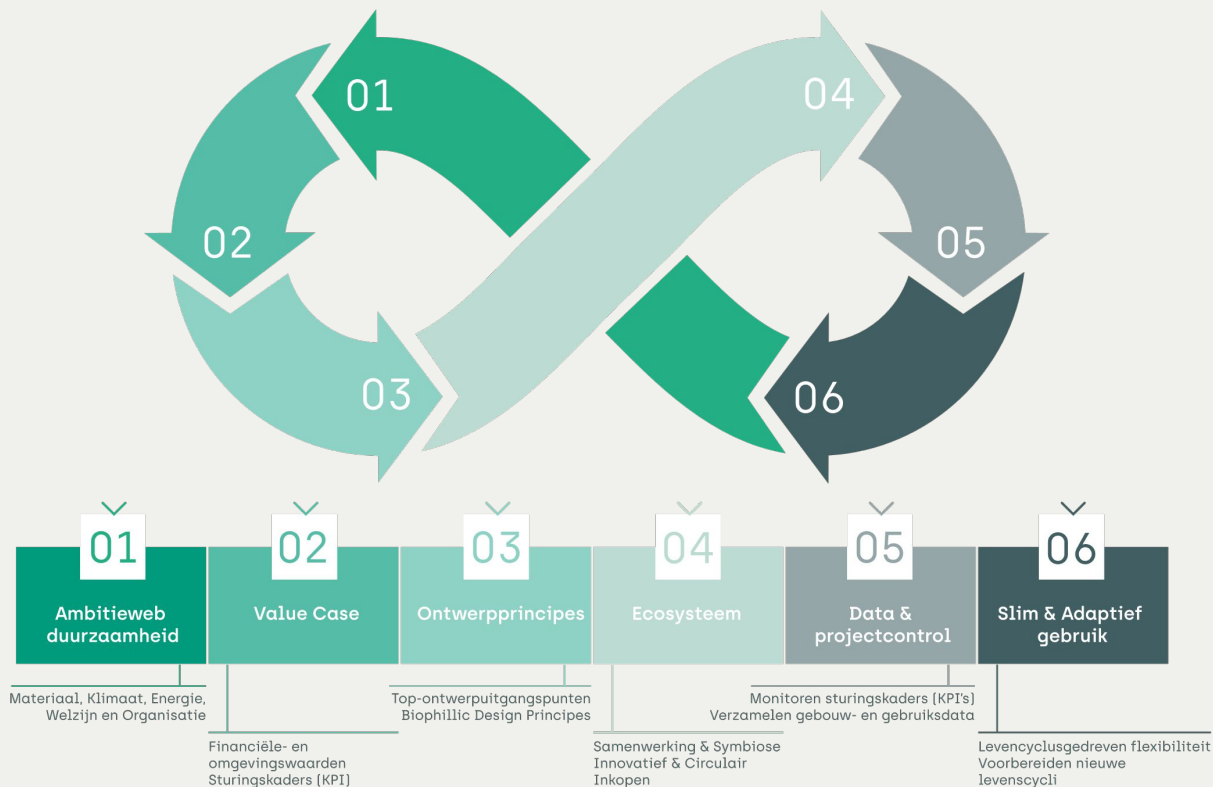 01
04
02
05
03
06
01
02
03
04
05
06
Ambitieweb
duurzaamheid
Value Case
Ontwerpprincipes
Ecosysteem
Data &
projectcontrol
Slim & Adaptief
gebruik
Materiaal, Klimaat, Energie,
Welzijn en Organisatie
Financiële- en
omgevingswaarden
Sturingskaders (KPI)
Top-ontwerpuitgangspunten
Biophillic Design Principes
Samenwerking & Symbiose
Innovatief & Circulair
Inkopen
Monitoren sturingskaders (KPI's)
Verzamelen gebouw- en gebruiksdata
Levencyclusgedreven flexibiliteit
Voorbereiden nieuwe
levenscycli